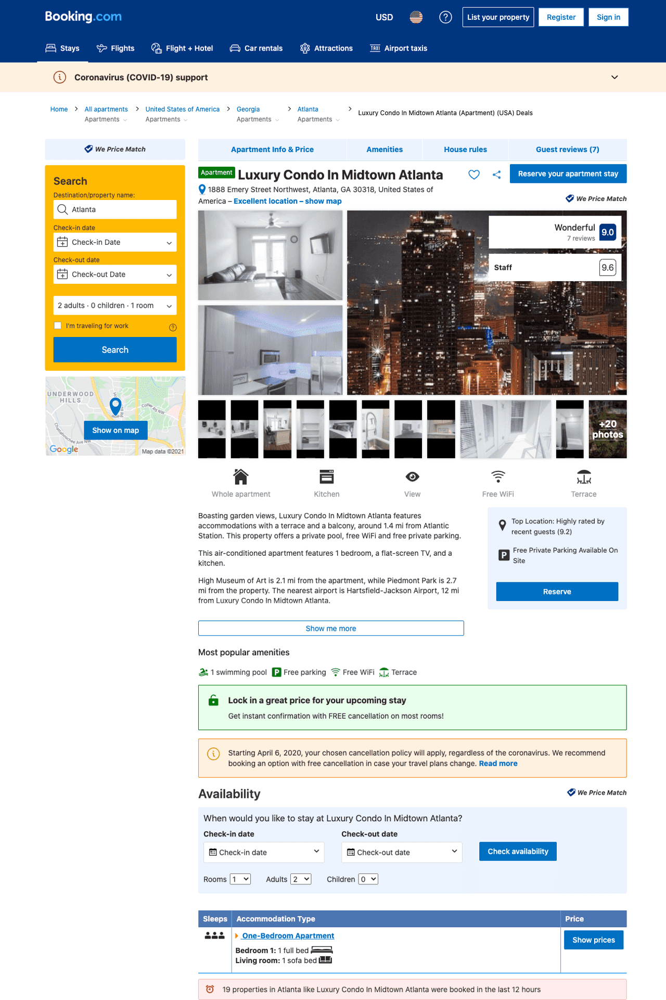 Booking.com
USD
?
List your property
Register
Sign in
Stays
Flights
Flight + Hotel
Car rentals
Attractions
TAXI Airport taxis
Coronavirus (COVID-19) support
Home
All apartments
Apartments
United States of America
Apartments
Georgia
Apartments
Atlanta
Apartments
Luxury Condo In Midtown Atlanta (Apartment) (USA) Deals
We Price Match
Search
Destination/property name:
Atlanta
Check-in date
Check-in Date
Check-out date
Check-out Date
2 adults · 0 children · 1 room
I'm traveling for work
?
Search
UNDERWOOD
HILLS
Collier Rd NW
Chattahoochee Ave NW
Show on map
Google
Map data ©2021
Apartment Info & Price
Amenities
House rules
Guest reviews (7)
Apartment Luxury Condo In Midtown Atlanta
Reserve your apartment stay
1888 Emery Street Northwest, Atlanta, GA 30318, United States of
America – Excellent location – show map
We Price Match
Wonderful
7 reviews
9.0
Staff
9.6
+20
photos
Whole apartment
Kitchen
View
Free WiFi
Terrace
Boasting garden views, Luxury Condo In Midtown Atlanta features
accommodations with a terrace and a balcony, around 1.4 mi from Atlantic
Station. This property offers a private pool, free WiFi and free private parking.
This air-conditioned apartment features 1 bedroom, a flat-screen TV, and a
kitchen.
High Museum of Art is 2.1 mi from the apartment, while Piedmont Park is 2.7
mi from the property. The nearest airport is Hartsfield-Jackson Airport, 12 mi
from Luxury Condo In Midtown Atlanta.
Top Location: Highly rated by
recent guests (9.2)
P Free Private Parking Available On
Site
Reserve
Show me more
Most popular amenities
1 swimming pool
P Free parking
Free WiFi
Terrace
Lock in a great price for your upcoming stay
Get instant confirmation with FREE cancellation on most rooms!
Starting April 6, 2020, your chosen cancellation policy will apply, regardless of the coronavirus. We recommend
booking an option with free cancellation in case your travel plans change. Read more
Availability
We Price Match
When would you like to stay at Luxury Condo In Midtown Atlanta?
Check-in date
Check-out date
Check-in date
Check-out date
Check availability
Rooms 1
Adults 2
Children 0
Sleeps
Accommodation Type
Price
One-Bedroom Apartment
Show prices
Bedroom 1: 1 full bed
Living room: 1 sofa bed
19 properties in Atlanta like Luxury Condo In Midtown Atlanta were booked in the last 12 hours